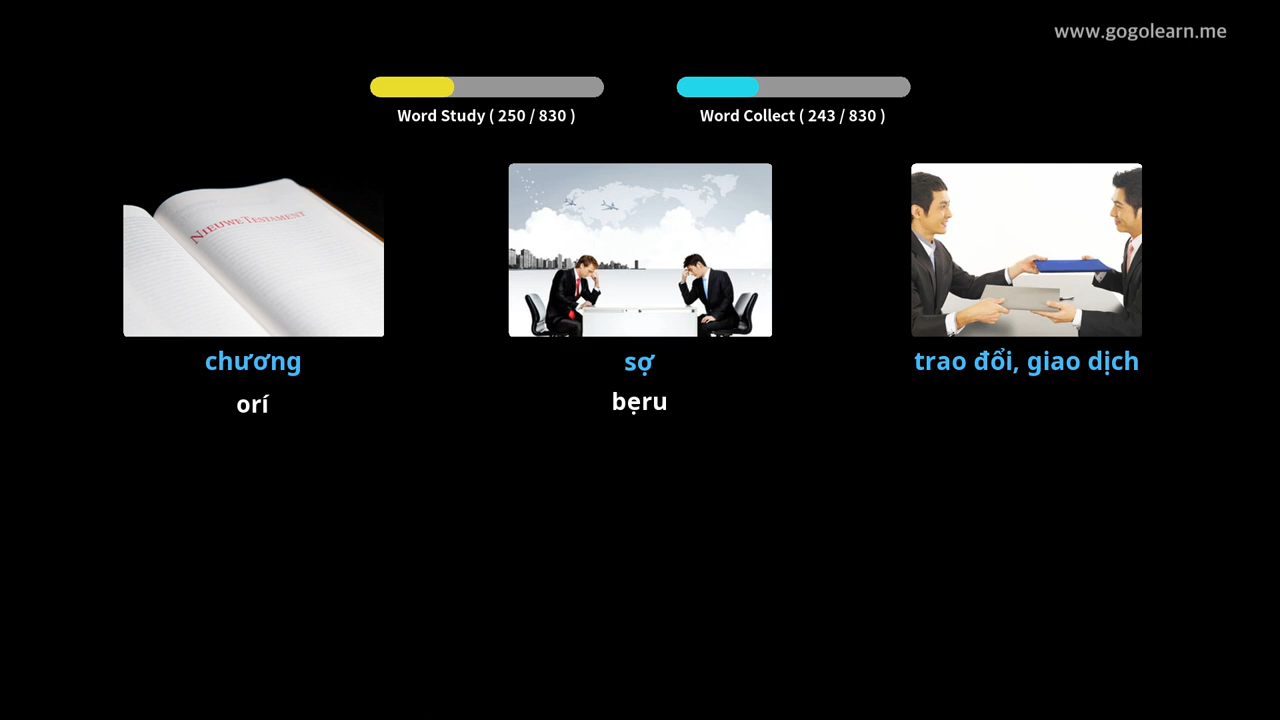 www.gogolearn.me
Word Study ( 250 / 830 )
Word Collect ( 243 / 830 )
NIEUWE TESTAMENT
chương
sợ
trao đổi, giao dịch
orí
bẹru